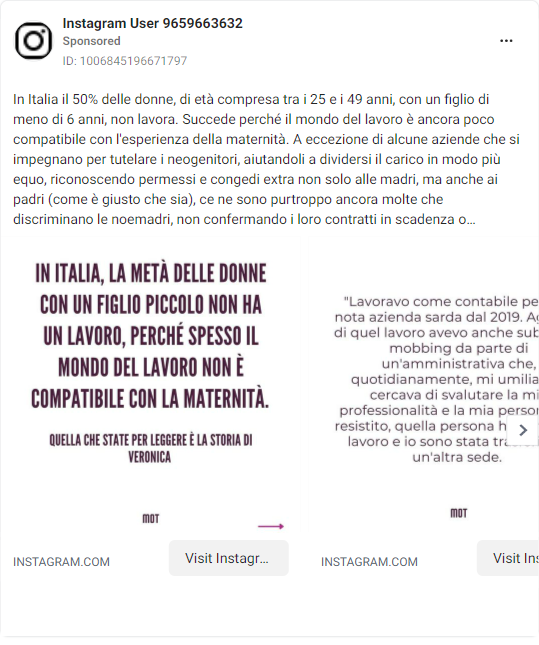 Instagram User 9659663632
Sponsored
ID: 1006845196671797
In Italia il 50% delle donne, di età compresa tra i 25 e i 49 anni, con un figlio di
meno di 6 anni, non lavora. Succede perché il mondo del lavoro è ancora poco
compatibile con l'esperienza della maternità. A eccezione di alcune aziende che si
impegnano per tutelare i neogenitori, aiutandoli a dividersi il carico in modo più
equo, riconoscendo permessi e congedi extra non solo alle madri, ma anche ai
padri (come è giusto che sia), ce ne sono purtroppo ancora molte che
discriminano le noemadri, non confermando i loro contratti in scadenza o...
IN ITALIA, LA METÀ DELLE DONNE
CON UN FIGLIO PICCOLO NON HA
UN LAVORO, PERCHÉ SPESSO IL
MONDO DEL LAVORO NON È
COMPATIBILE CON LA MATERNITÀ.
QUELLA CHE STATE PER LEGGERE È LA STORIA DI
VERONICA
MOT
INSTAGRAM.COM
Visit Instagr...
"Lavoravo come contabile pe
nota azienda sarda dal 2019. A
di quel lavoro avevo anche sub
mobbing da parte di
un'amministrativa che,
quotidianamente, mi umilia
cercava di svalutare la mi
professionalità e la mia perso
resistito, quella persona h
lavoro e io sono stata tra
un'altra sede.
MOT
INSTAGRAM.COM
Visit Ins